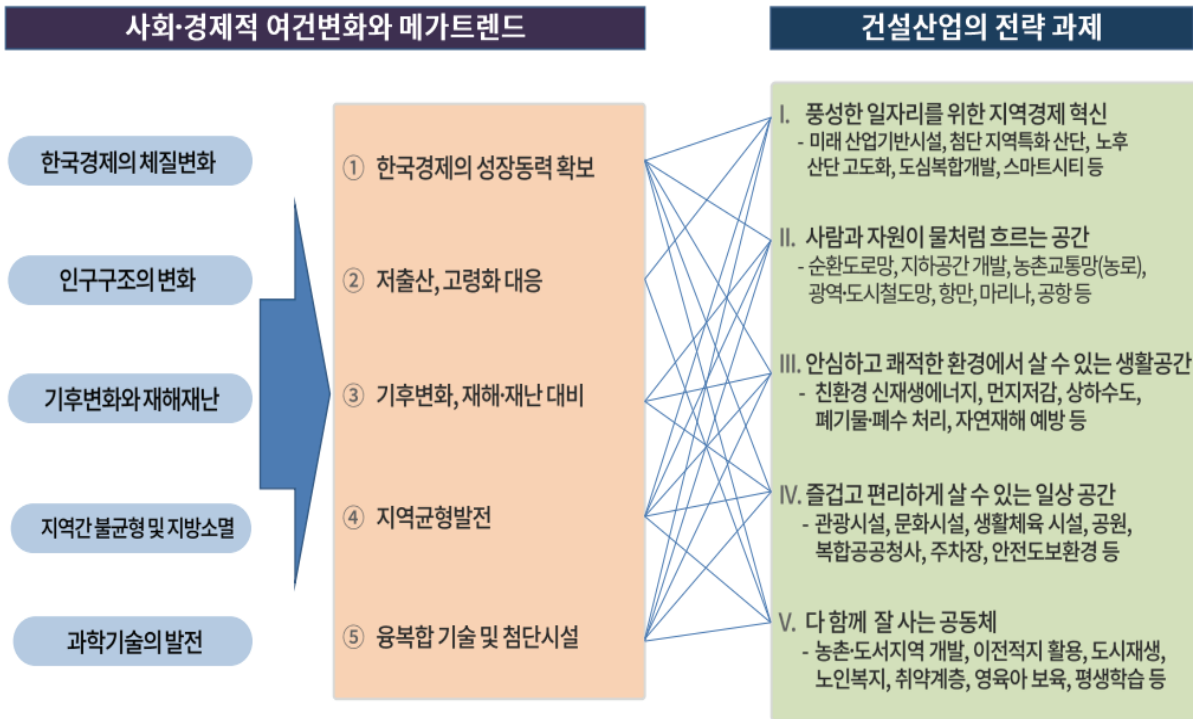 사회·경제적 여건변화와 메가트렌드
건설산업의 전략 과제
한국경제의 체질변화
인구구조의 변화
기후변화와 재해재난
지역간 불균형 및 지방소멸
과학기술의 발전
① 한국경제의 성장동력 확보
② 저출산, 고령화 대응
③ 기후변화, 재해·재난 대비
④ 지역균형발전
⑤ 융복합 기술 및 첨단시설
I. 풍성한 일자리를 위한 지역경제 혁신
- 미래 산업기반시설, 첨단 지역특화 산단, 노후
산단 고도화, 도심복합개발, 스마트시티 등
II. 사람과 자원이 물처럼 흐르는 공간
- 순환도로망, 지하공간 개발, 농촌교통망(농로),
광역·도시철도망, 항만, 마리나, 공항 등
III. 안심하고 쾌적한 환경에서 살 수 있는 생활공간
- 친환경 신재생에너지, 먼지저감, 상하수도,
폐기물·폐수 처리, 자연재해 예방 등
IV. 즐겁고 편리하게 살 수 있는 일상 공간
- 관광시설, 문화시설, 생활체육 시설, 공원,
복합공공청사, 주차장, 안전도보환경 등
V. 다 함께 잘 사는 공동체
- 농촌·도서지역 개발, 이전적지 활용, 도시재생,
노인복지, 취약계층, 영육아 보육, 평생학습 등